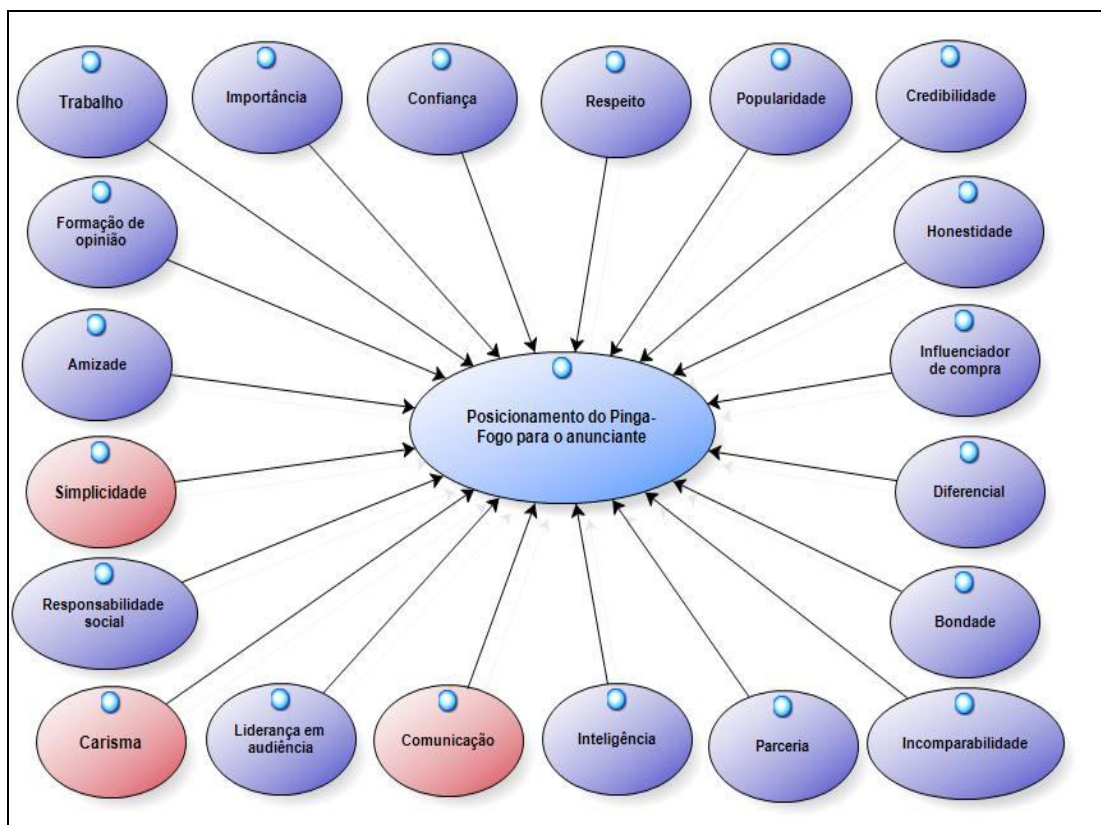 Trabalho
Importância
Confiança
Respeito
Popularidade
Credibilidade
Formação de
opinião
Honestidade
Amizade
Influenciador
de compra
Posicionamento do Pinga-
Fogo para o anunciante
Simplicidade
Diferencial
Responsabilidade
social
Bondade
Carisma
Liderança em
audiência
Comunicação
Inteligência
Parceria
Incomparabilidade